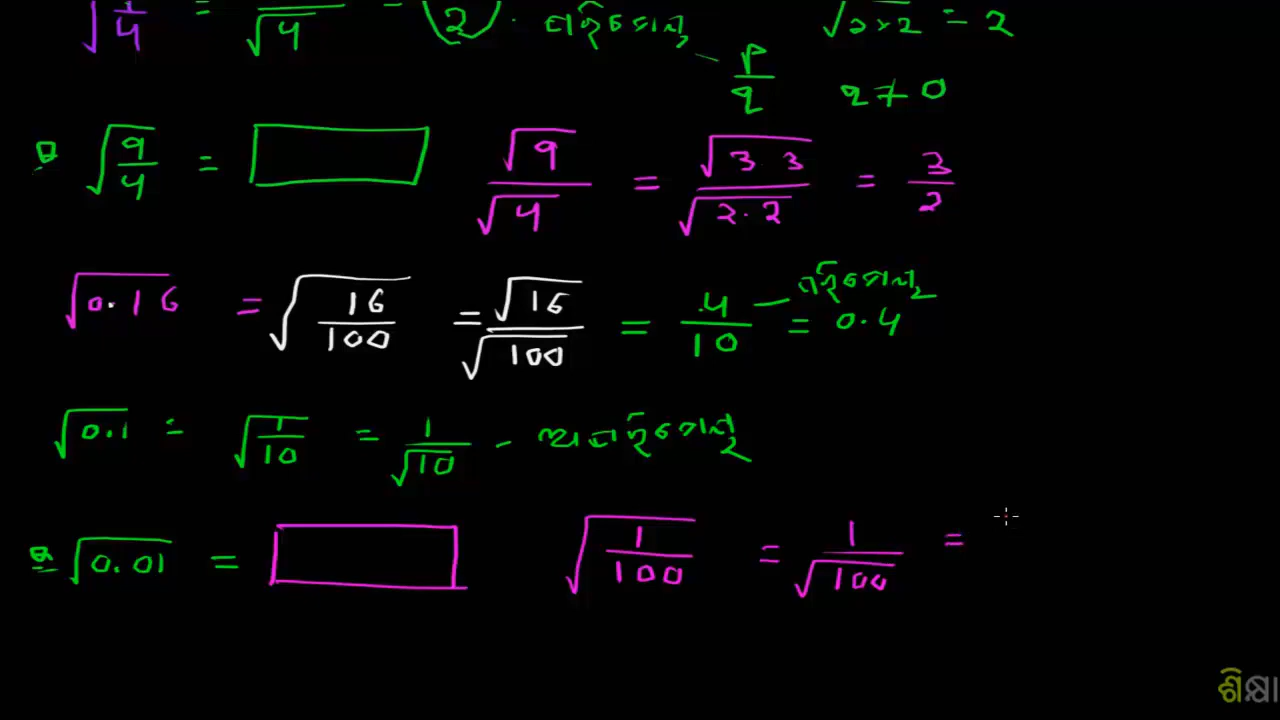 √1/4 = /√4 = (2) . ପରିମେୟ √2×2 = 2
– p/q q ≠ 0
Q √9/4 = √9/√4 = √3 3/√2·2 = 3/2
√0.16 = √16/100 = √16/√100 = .4/10 – ପରିମେୟ = 0.4
√0.1 = √1/10 = 1/√10 – ଅପରିମେୟ
Q √0.01 = √1/100 = 1/√100 =
ଶିକ୍ଷା